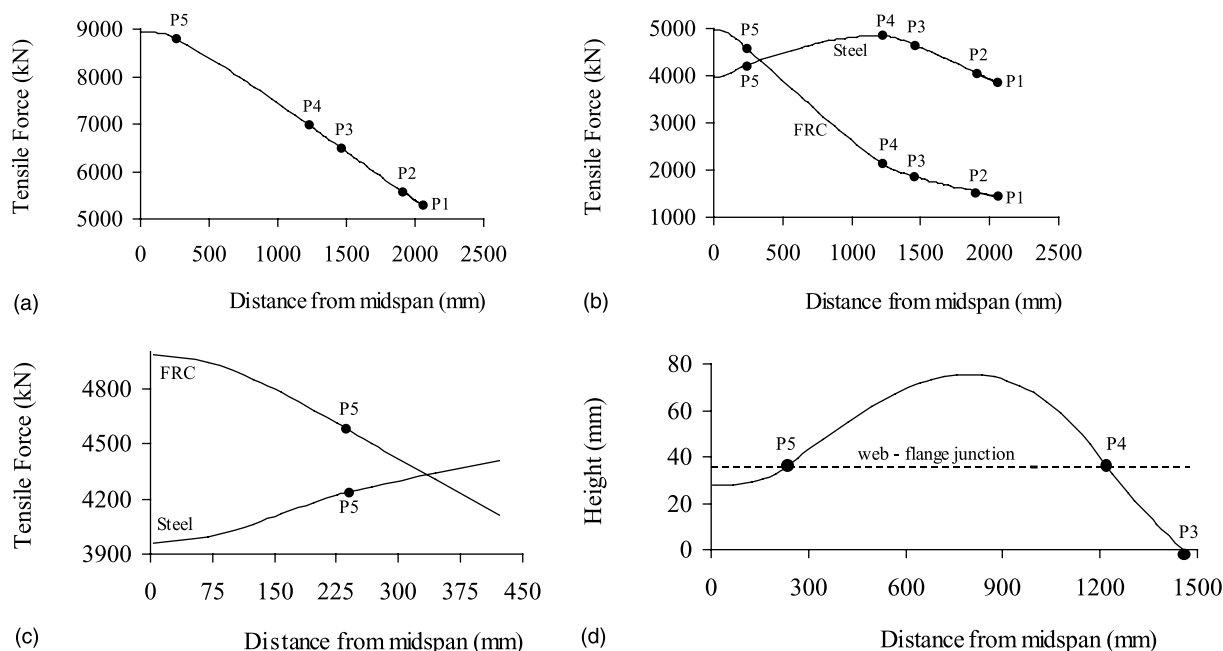 9000
8000
7000
6000
5000
0
500
1000
1500
2000
2500
Tensile Force (kN)
P5
P4
P3
P2
P1
Distance from midspan (mm)
(a)
5000
4000
3000
2000
1000
0
500
1000
1500
2000
2500
Tensile Force (kN)
P5
P5
Steel
FRC
P4
P3
P2
P1
P4
P3
P2
P1
Distance from midspan (mm)
(b)
4800
4500
4200
3900
0
75
150
225
300
375
450
Tensile Force (kN)
FRC
Steel
P5
P5
Distance from midspan (mm)
(c)
80
60
40
20
0
0
300
600
900
1200
1500
Height (mm)
P5
web - flange junction
P4
P3
Distance from midspan (mm)
(d)